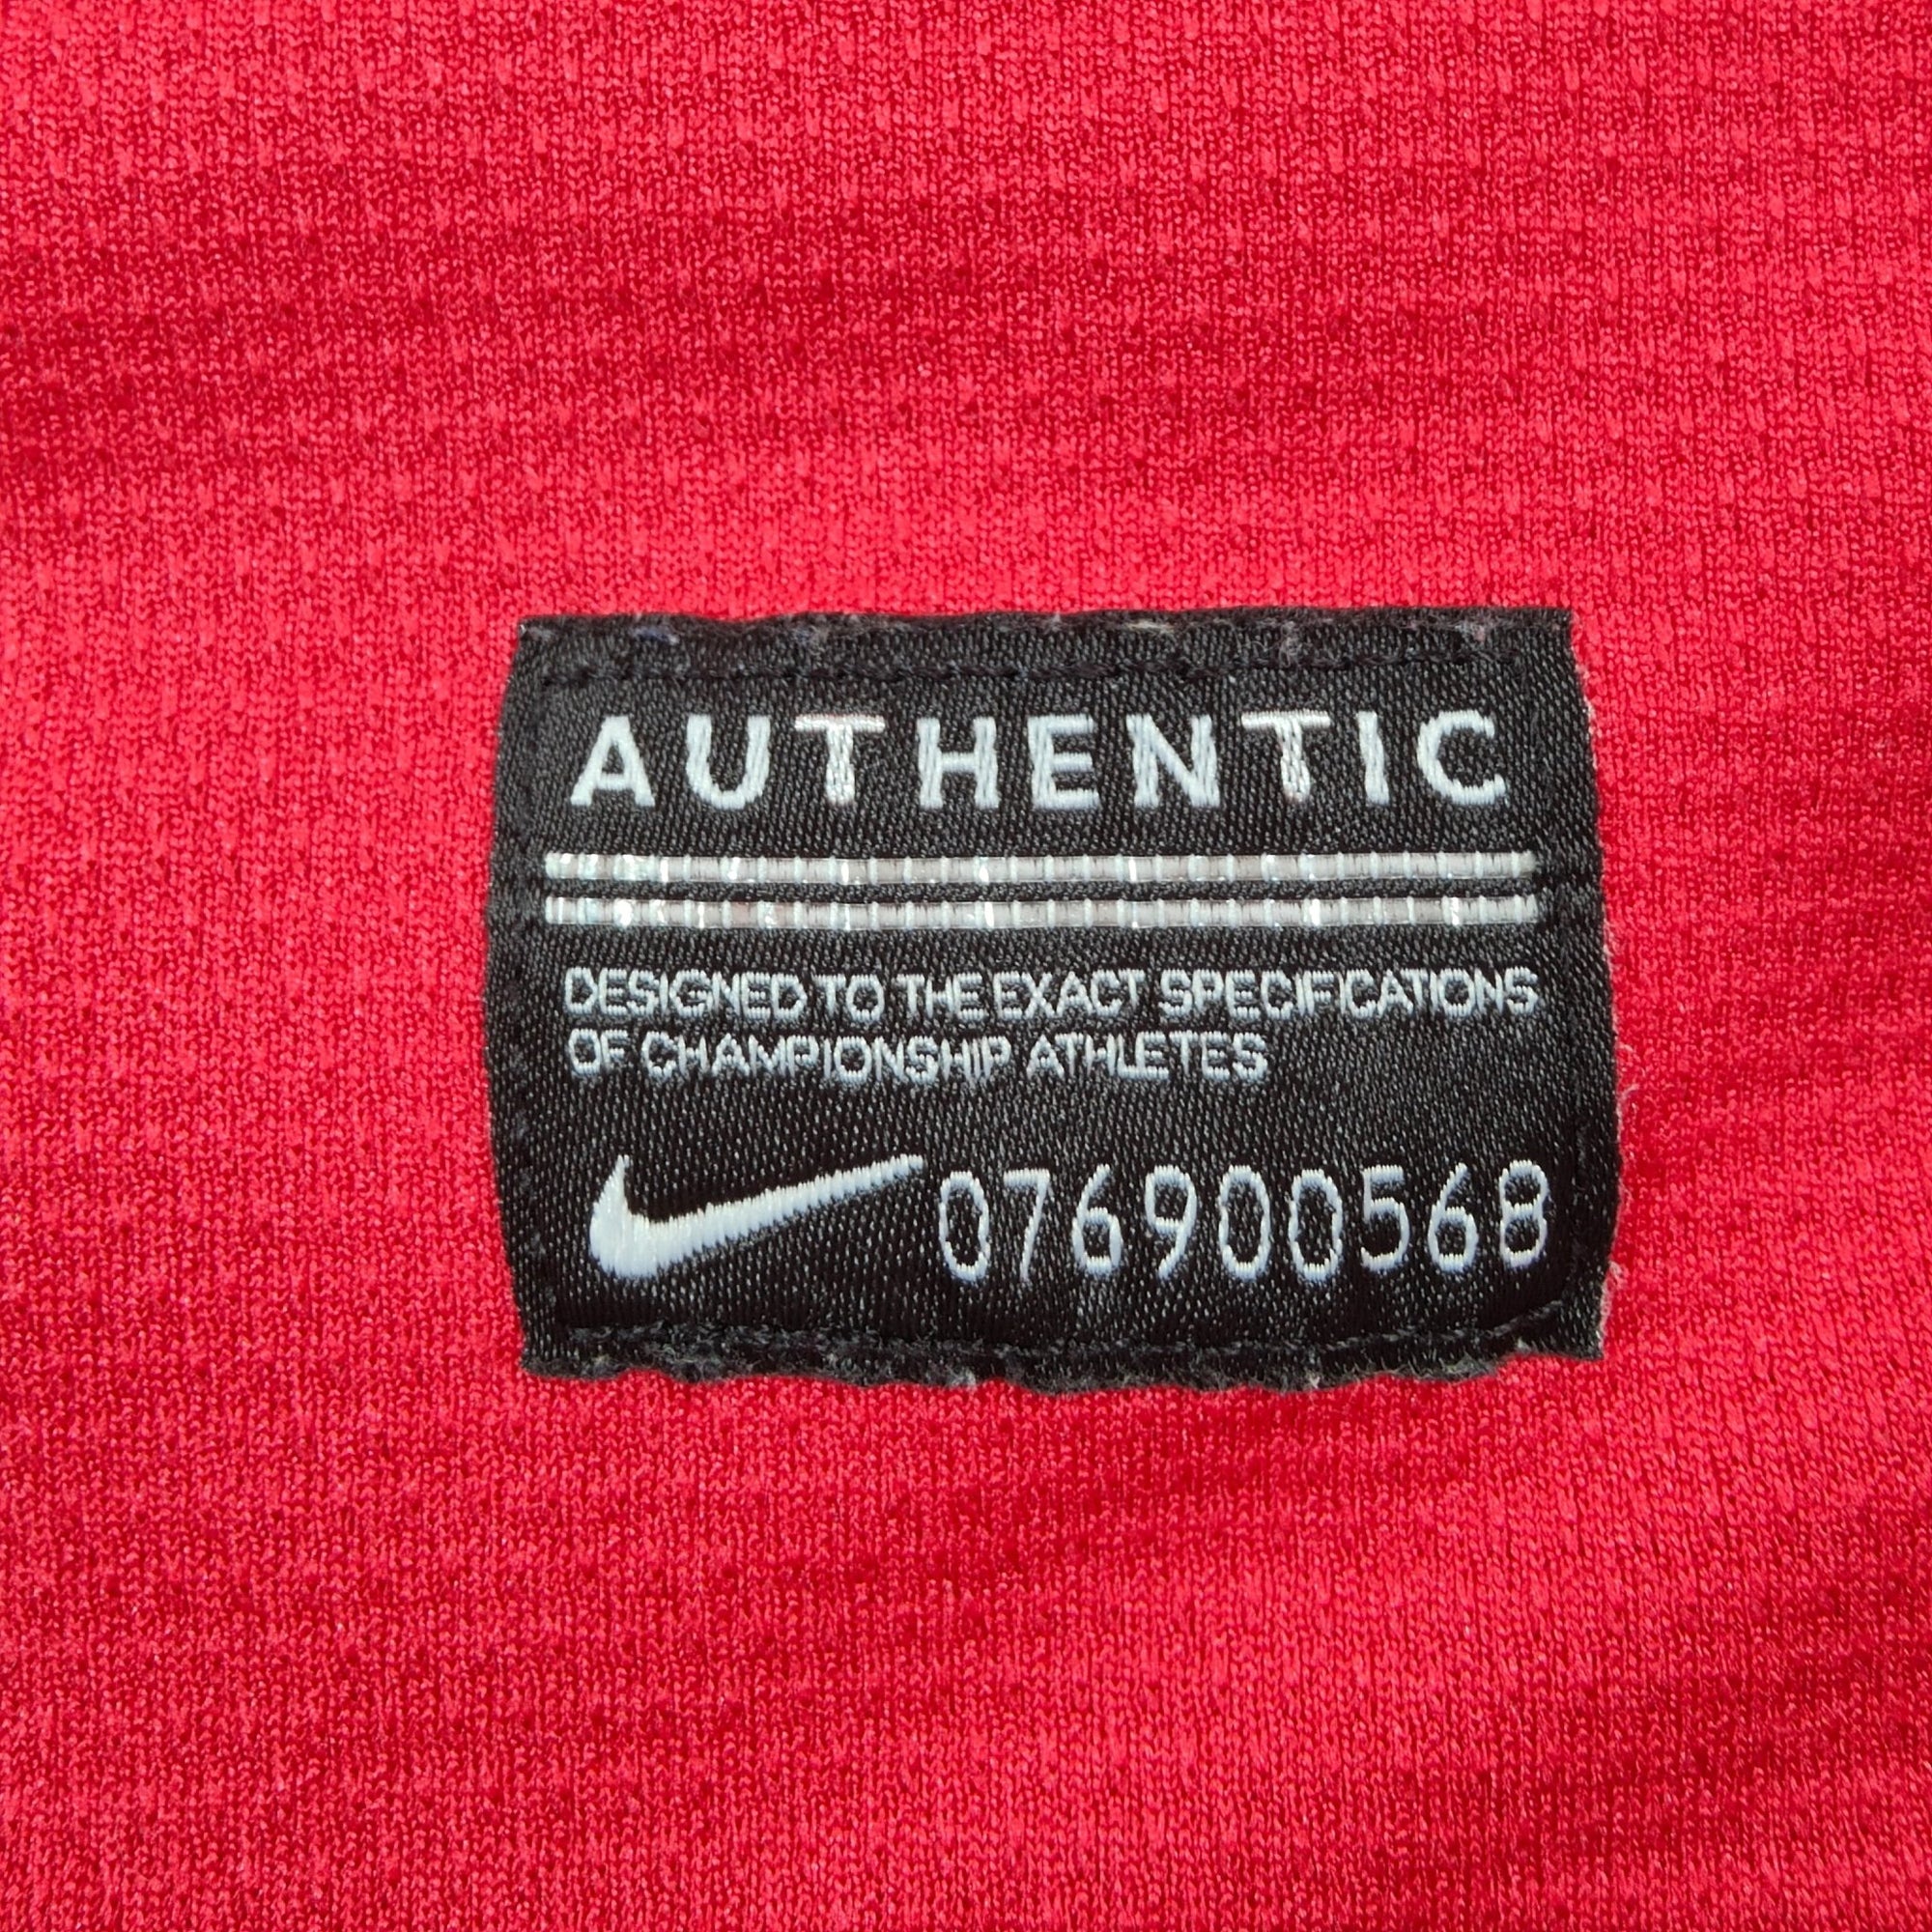 AUTHENTIC
DESIGNED TO THE EXACT SPECIFICATIONS
OF CHAMPIONSHIP ATHLETES
076900568